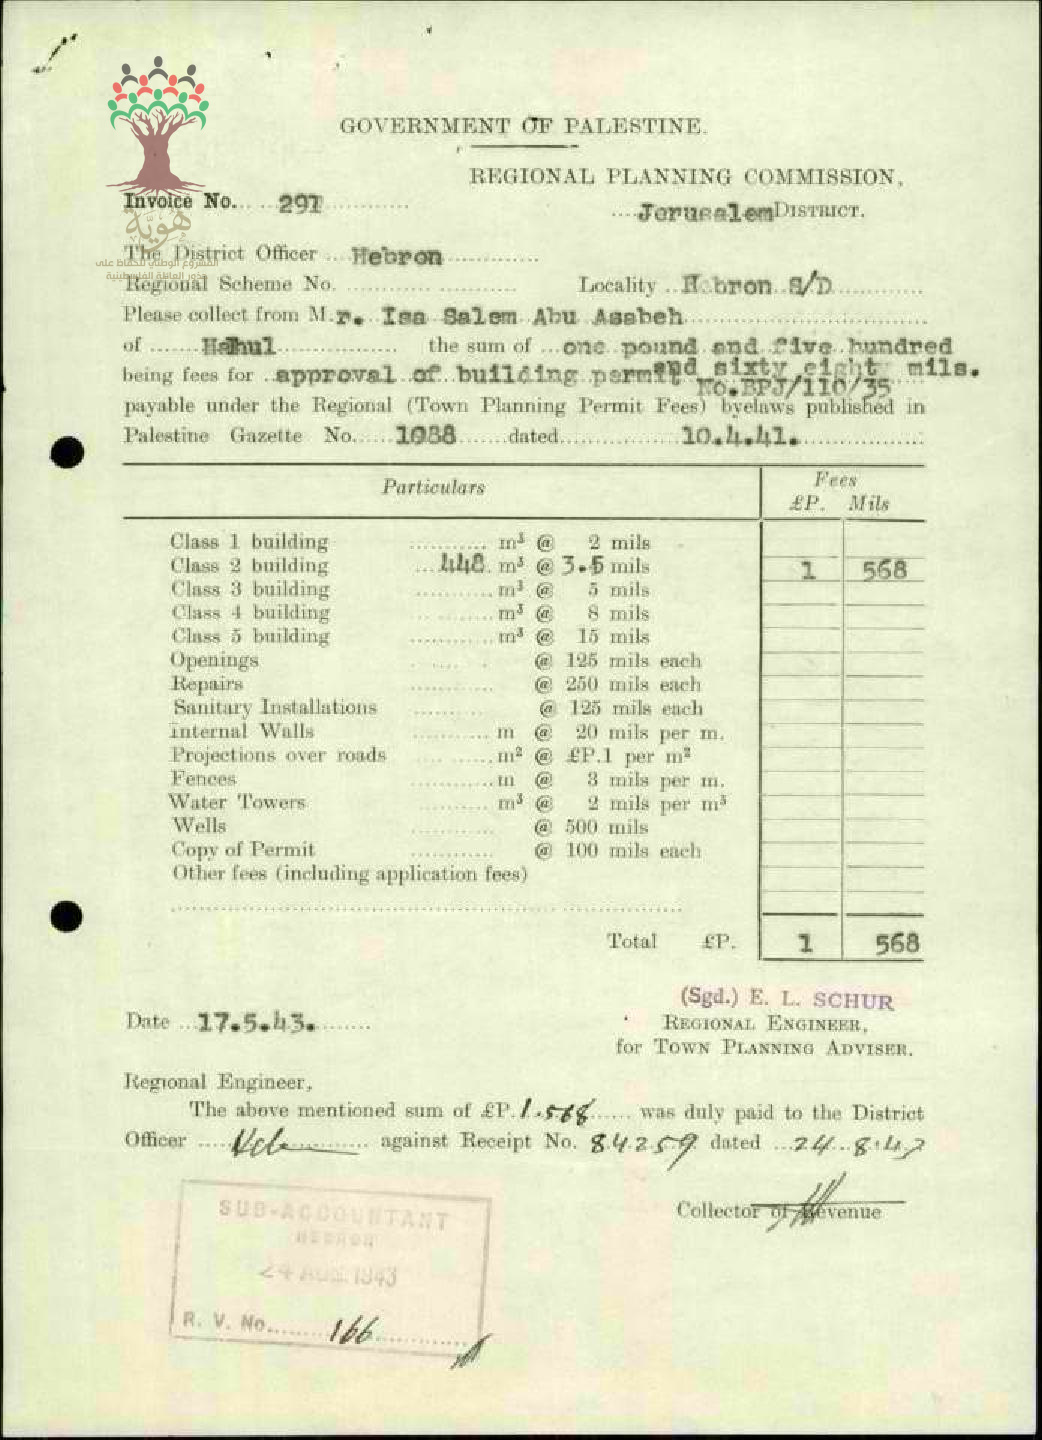 GOVERNMENT OF PALESTINE.
REGIONAL PLANNING COMMISSION,
Invoice No. 291
Jerusalem DISTRICT.
هوية
المشروع الوطني للحفاظ على
جذور العائلة الفلسطينية
The District Officer Hebron
Regional Scheme No. Locality Hebron S/D
Please collect from Mr. Isa Salem Abu Asabeh
of Halhul the sum of one pound and five hundred
and sixty eight mils.
being fees for approval of building permit
No.BPJ/110/35
payable under the Regional (Town Planning Permit Fees) byelaws published in
Palestine Gazette No. 1088 dated 10.4.41.
Particulars Fees
£P. Mils
Class 1 building m³ @ 2 mils
Class 2 building 448 m³ @ 3.5 mils 1 568
Class 3 building m³ @ 5 mils
Class 4 building m³ @ 8 mils
Class 5 building m³ @ 15 mils
Openings @ 125 mils each
Repairs @ 250 mils each
Sanitary Installations @ 125 mils each
Internal Walls m @ 20 mils per m.
Projections over roads m² @ £P.1 per m²
Fences m @ 3 mils per m.
Water Towers m³ @ 2 mils per m³
Wells @ 500 mils
Copy of Permit @ 100 mils each
Other fees (including application fees)
Total £P. 1 568
(Sgd.) E. L. SCHUR
Date 17.5.43.
REGIONAL ENGINEER,
for TOWN PLANNING ADVISER.
Regional Engineer,
The above mentioned sum of £P. 1.568 was duly paid to the District
Officer against Receipt No. 84259 dated 24.8.43
Collector of Revenue
SUB-ACCOUNTANT
HEBRON
24 AUG 1943
R. V. No. 166